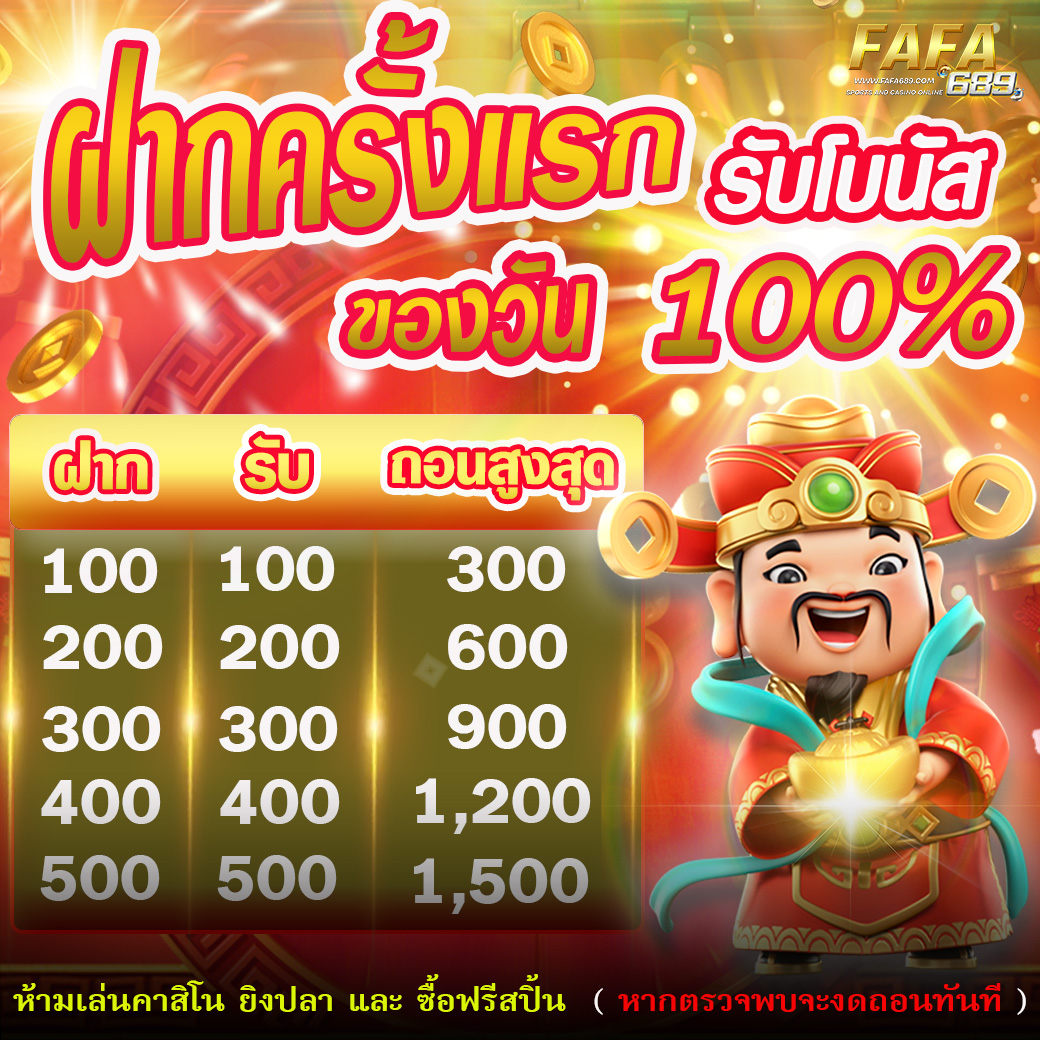 FAFA
WWW.FAFA689.COM
689
SPORTS AND CASINO ONLINE
ฝากครั้งแรก
รับโบนัส
ของวัน
100%
ฝาก รับ ถอนสูงสุด
100 100 300
200 200 600
300 300 900
400 400 1,200
500 500 1,500
ห้ามเล่นคาสิโน ยิงปลา และ ซื้อฟรีสปิ้น ( หากตรวจพบจะงดถอนทันที )